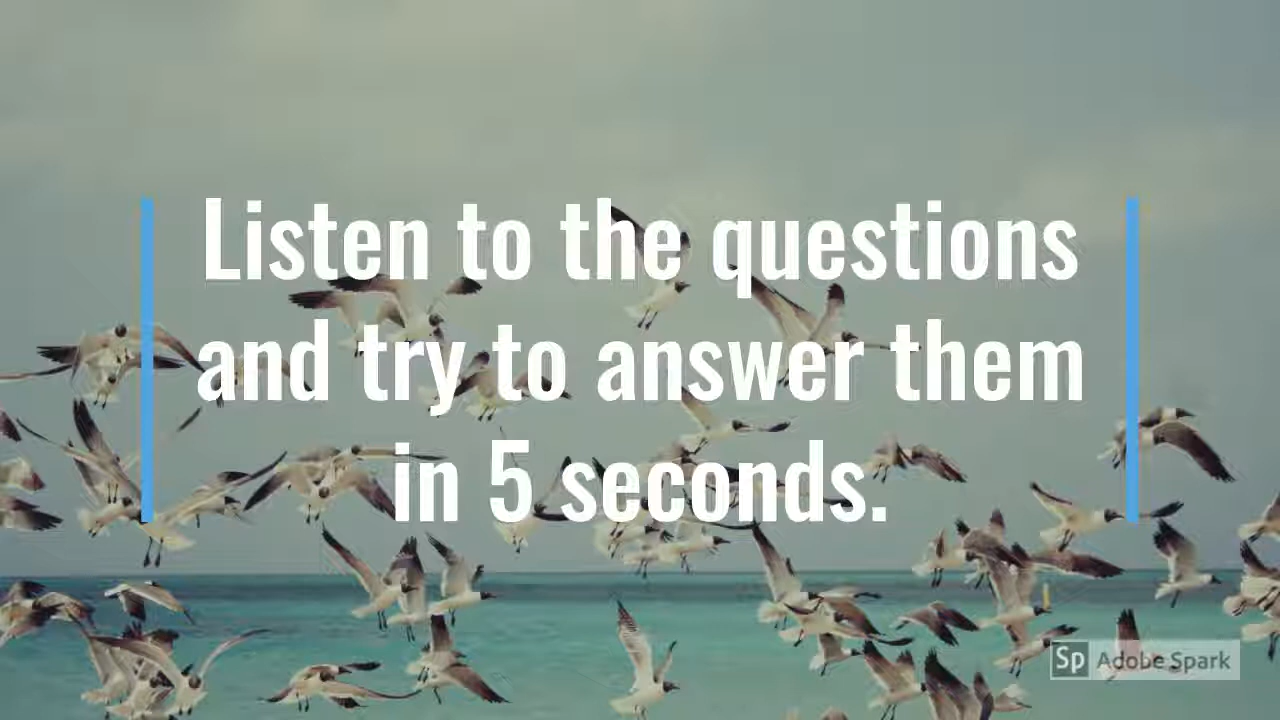 Listen to the questions
and try to answer them
in 5 seconds.
Sp Adobe Spark